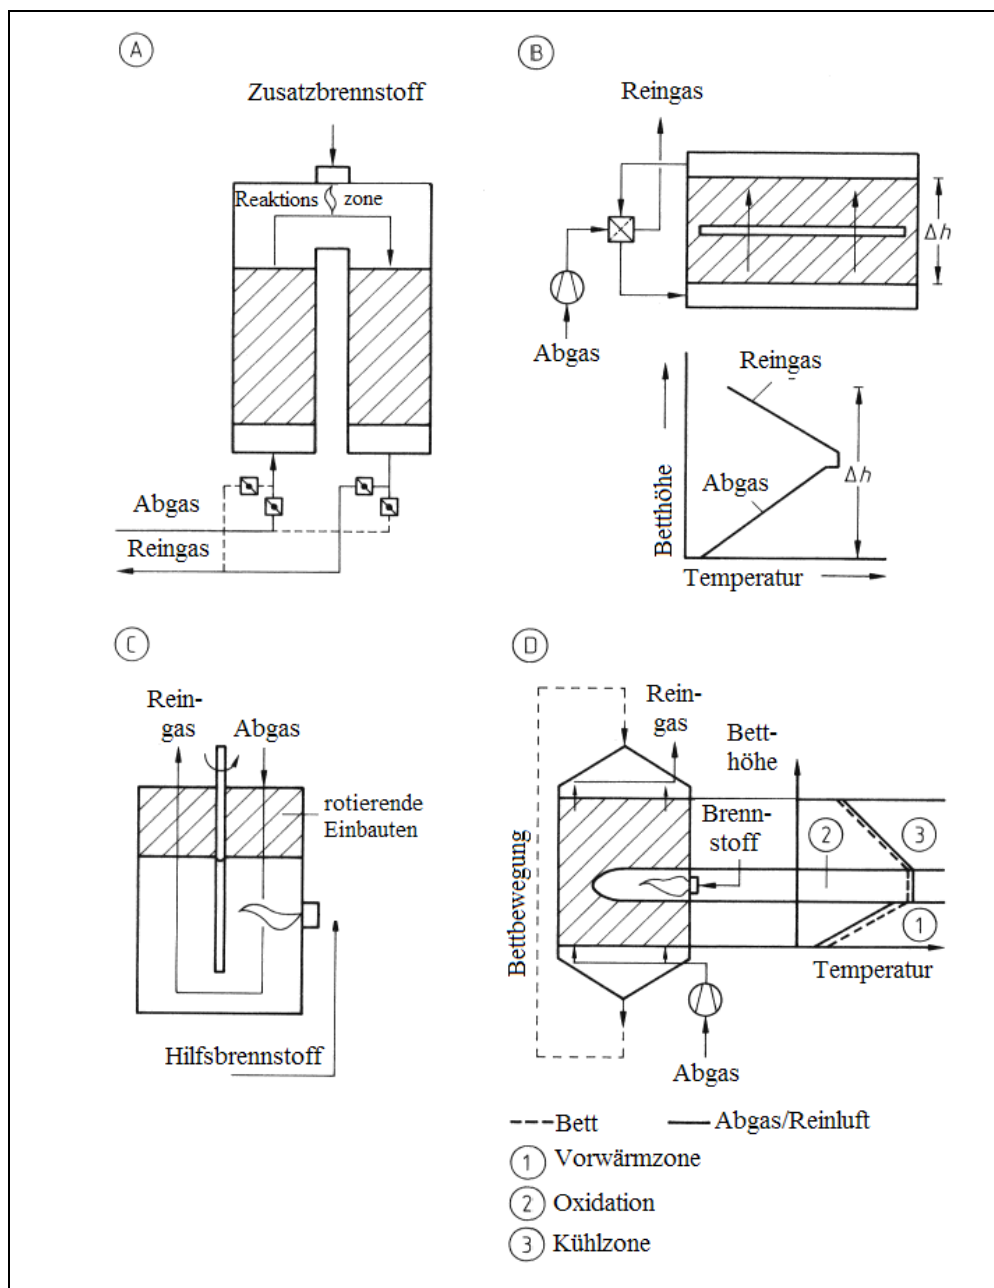 A
Zusatzbrennstoff
Reaktions zone
Abgas
Reingas
B
Reingas
Δh
Abgas
Reingas
Abgas
Δh
Betthöhe
Temperatur
C
Rein-
gas Abgas
rotierende
Einbauten
Hilfsbrennstoff
D
Rein-
gas
Bett-
höhe
Brenn-
stoff
Bettbewegung
2
3
1
Temperatur
Abgas
Bett Abgas/Reinluft
1 Vorwärmzone
2 Oxidation
3 Kühlzone